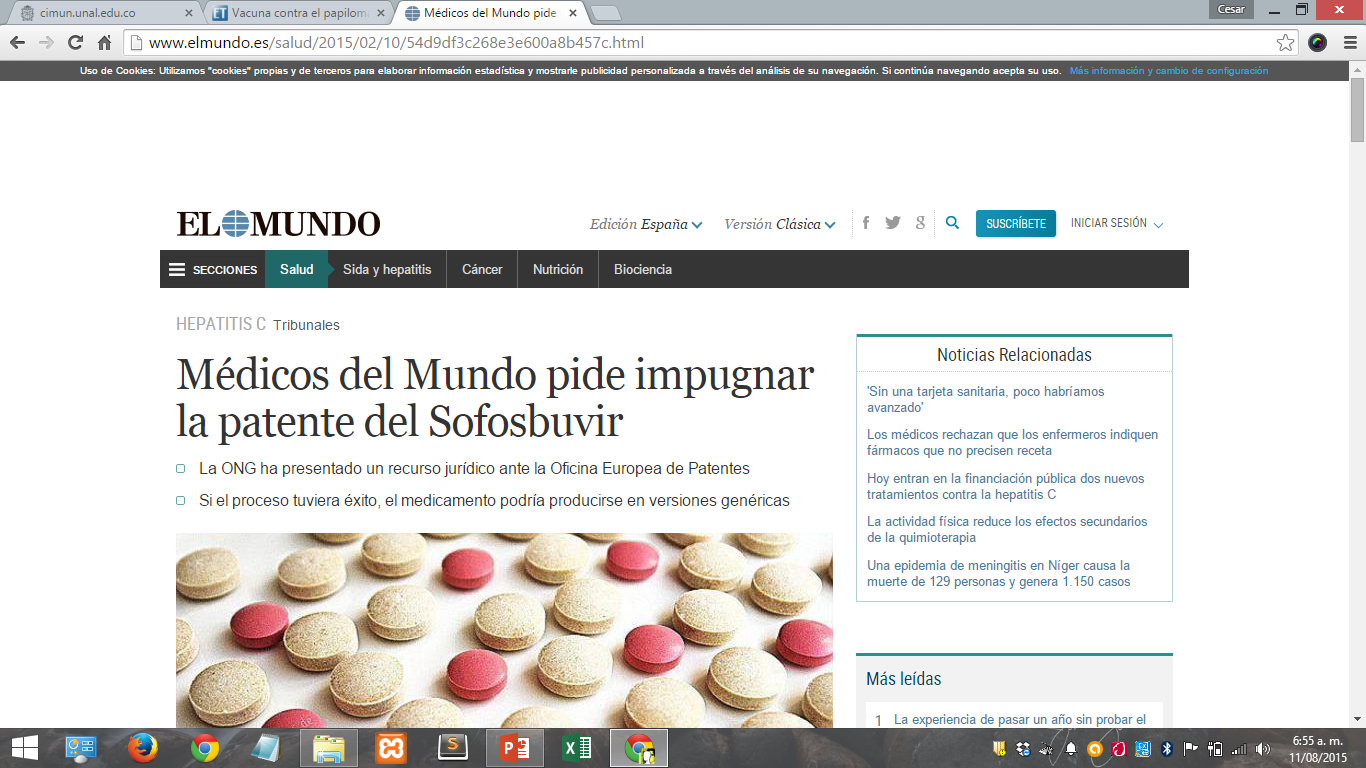 cimun.unal.edu.co
Vacuna contra el papilom
Médicos del Mundo pide
Cesar
www.elmundo.es/salud/2015/02/10/54d9df3c268e3e600a8b457c.html
Uso de Cookies: Utilizamos "cookies" propias y de terceros para elaborar información estadística y mostrarle publicidad personalizada a través del análisis de su navegación. Si continúa navegando acepta su uso. Más información y cambio de configuración
EL MUNDO
Edición España
Versión Clásica
SUSCRÍBETE
INICIAR SESIÓN
SECCIONES
Salud
Sida y hepatitis
Cáncer
Nutrición
Biociencia
HEPATITIS C Tribunales
Médicos del Mundo pide impugnar
la patente del Sofosbuvir
La ONG ha presentado un recurso jurídico ante la Oficina Europea de Patentes
Si el proceso tuviera éxito, el medicamento podría producirse en versiones genéricas
Noticias Relacionadas
'Sin una tarjeta sanitaria, poco habríamos
avanzado'
Los médicos rechazan que los enfermeros indiquen
fármacos que no precisen receta
Hoy entran en la financiación pública dos nuevos
tratamientos contra la hepatitis C
La actividad física reduce los efectos secundarios
de la quimioterapia
Una epidemia de meningitis en Níger causa la
muerte de 129 personas y genera 1.150 casos
Más leídas
1 La experiencia de pasar un año sin probar el
6:55 a. m.
11/08/2015